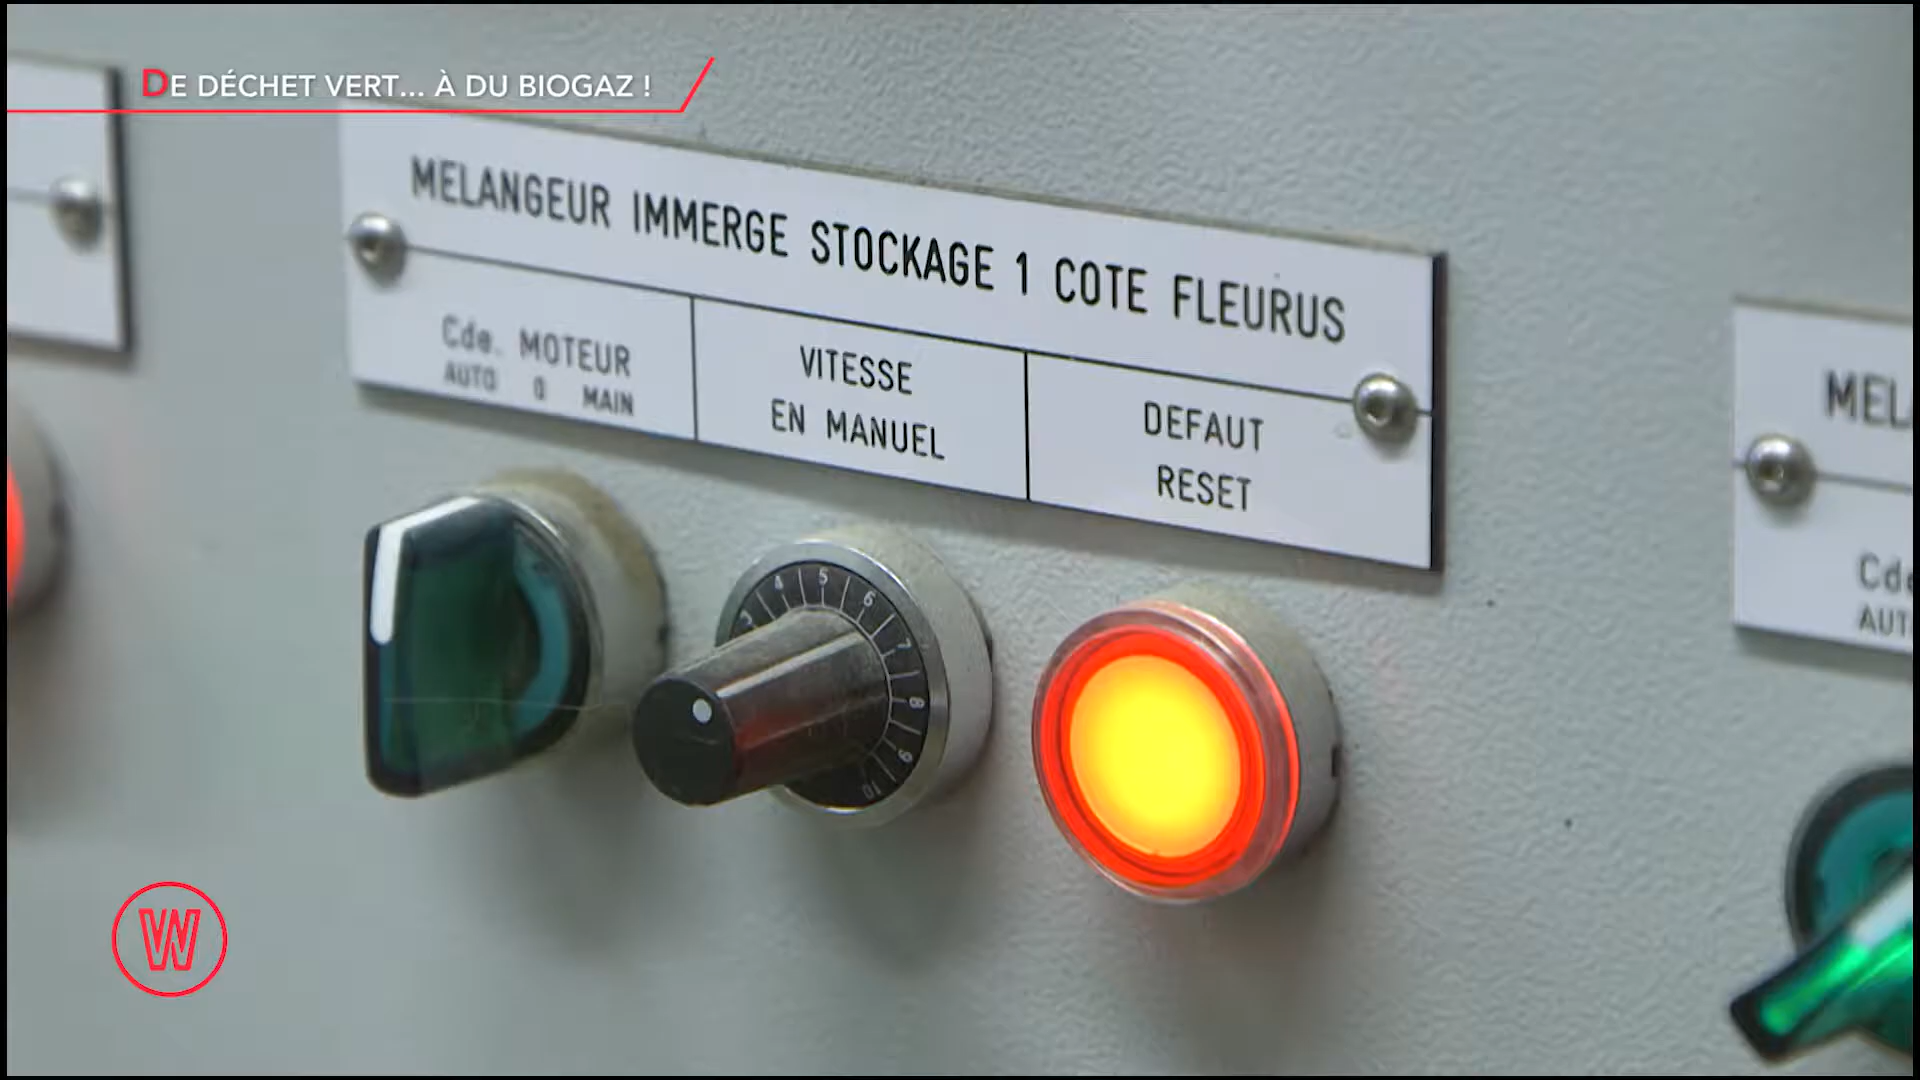 DE DÉCHET VERT... À DU BIOGAZ !
MELANGEUR IMMERGE STOCKAGE 1 COTE FLEURUS
Cde. MOTEUR
AUTO 0 MAIN
VITESSE
EN MANUEL
DEFAUT
RESET
3 4 5 6 7 8 9 10
MEL
Cde
AUT
W